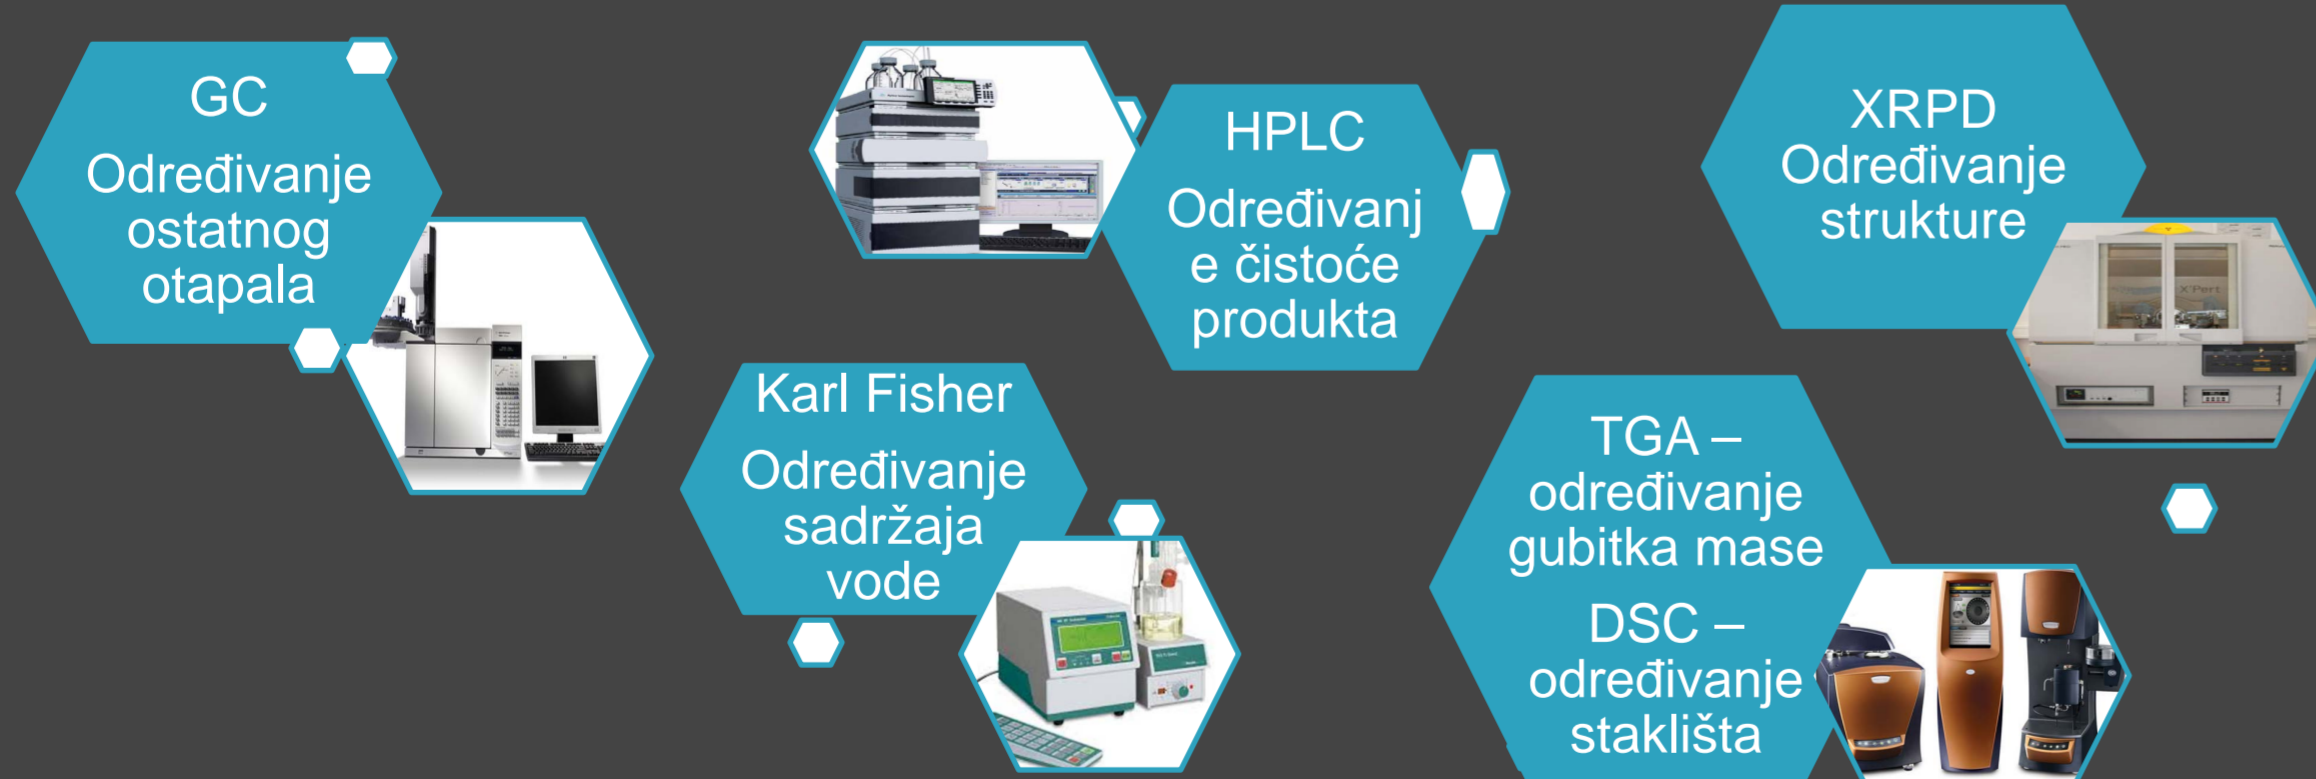 GC
Određivanje
ostatnog
otapala
HPLC
Određivanj
e čistoće
produkta
XRPD
Određivanje
strukture
X'Pert
Karl Fisher
Određivanje
sadržaja
vode
TGA –
određivanje
gubitka mase
DSC –
određivanje
staklišta